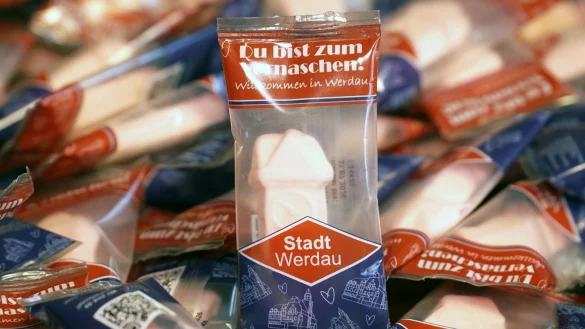 Du bist zum
Vernaschen!
Willkommen in Werdau
Stadt
Werdau